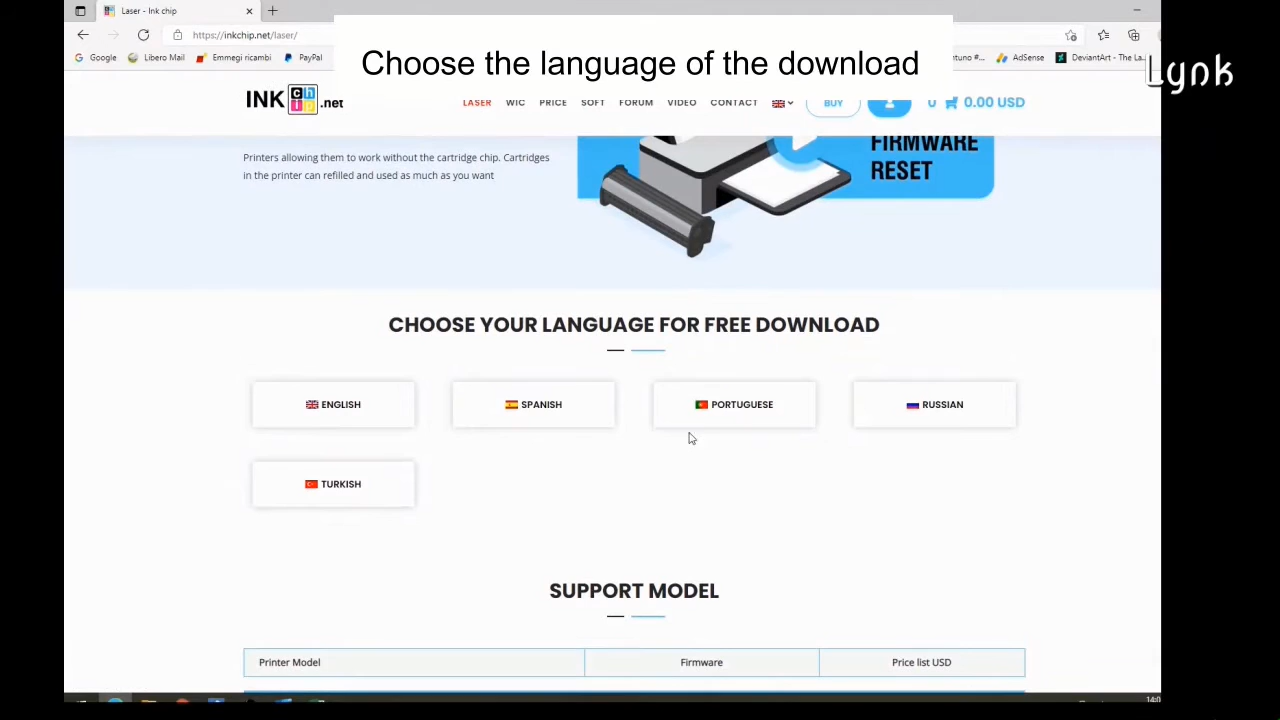 Laser - Ink chip
https://inkchip.net/laser/
Choose the language of the download
Google Libero Mail Emmegi ricambi PayPal
AdSense DeviantArt - The La...
Lynk
INK chip .net
LASER WIC PRICE SOFT FORUM VIDEO CONTACT BUY 0 0.00 USD
Printers allowing them to work without the cartridge chip. Cartridges
in the printer can refilled and used as much as you want
FIRMWARE
RESET
CHOOSE YOUR LANGUAGE FOR FREE DOWNLOAD
ENGLISH SPANISH PORTUGUESE RUSSIAN
TURKISH
SUPPORT MODEL
Printer Model Firmware Price list USD